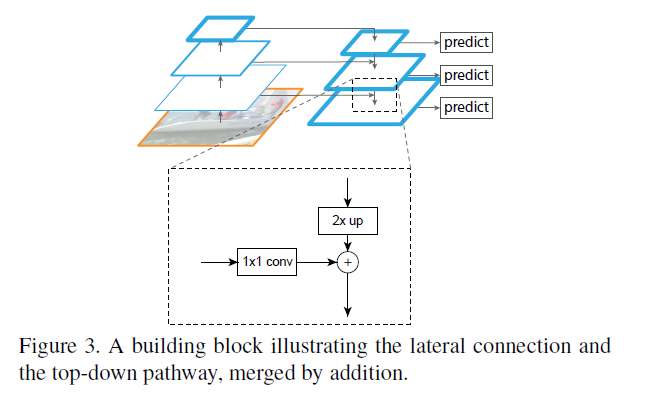 predict
predict
predict
2x up
1x1 conv
+
Figure 3. A building block illustrating the lateral connection and
the top-down pathway, merged by addition.